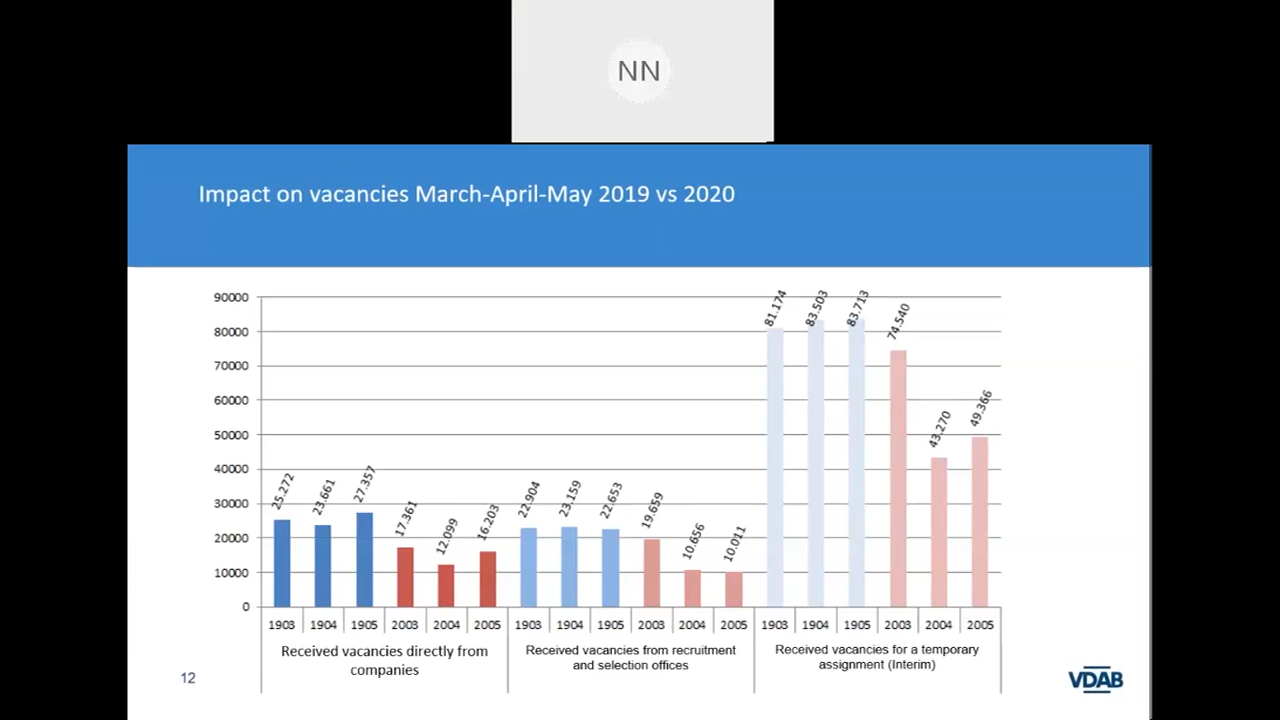 NN
Impact on vacancies March-April-May 2019 vs 2020
90000
80000
70000
60000
50000
40000
30000
20000
10000
0
25.272
23.661
27.357
17.361
12.099
16.203
22.904
23.159
22.653
19.659
10.656
10.011
81.174
83.503
83.713
74.540
43.270
49.366
1903 1904 1905 2003 2004 2005 1903 1904 1905 2003 2004 2005 1903 1904 1905 2003 2004 2005
Received vacancies directly from
companies
Received vacancies from recruitment
and selection offices
Received vacancies for a temporary
assignment (Interim)
12
VDAB